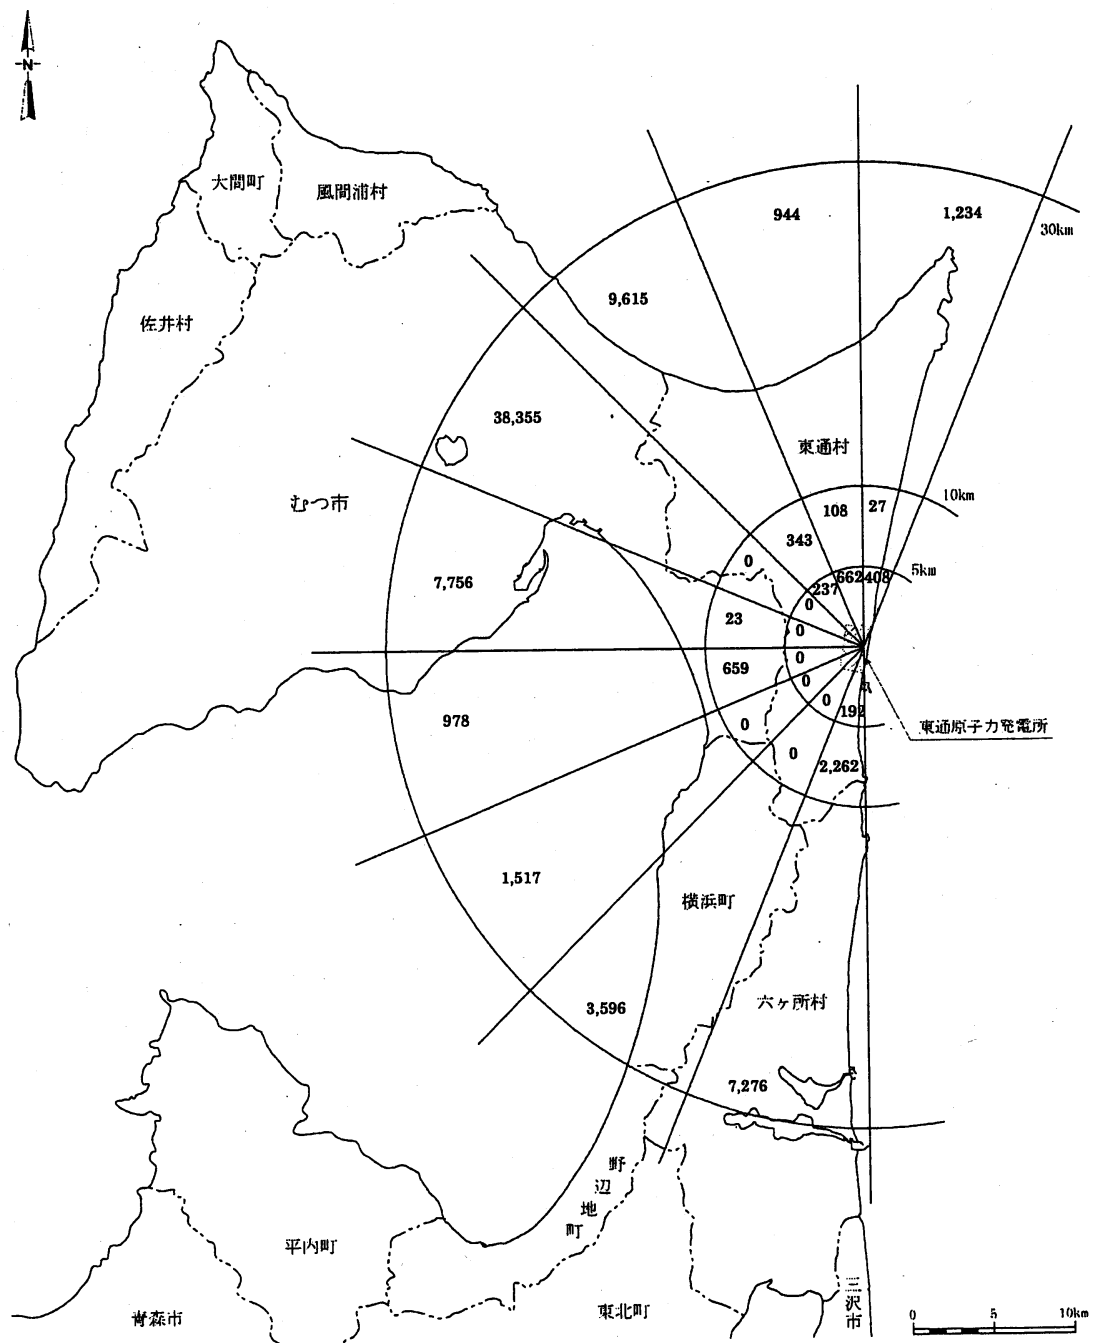 N
大間町
風間浦村
944
1,234
30km
9,615
佐井村
38,355
東通村
むつ市
10km
108
27
343
0
5km
662
408
237
7,756
0
23
0
659
0
0
978
0
0
192
東通原子力発電所
0
2,262
1,517
横浜町
3,596
六ヶ所村
7,276
野辺地町
平内町
三沢市
青森市
東北町
0 5 10km